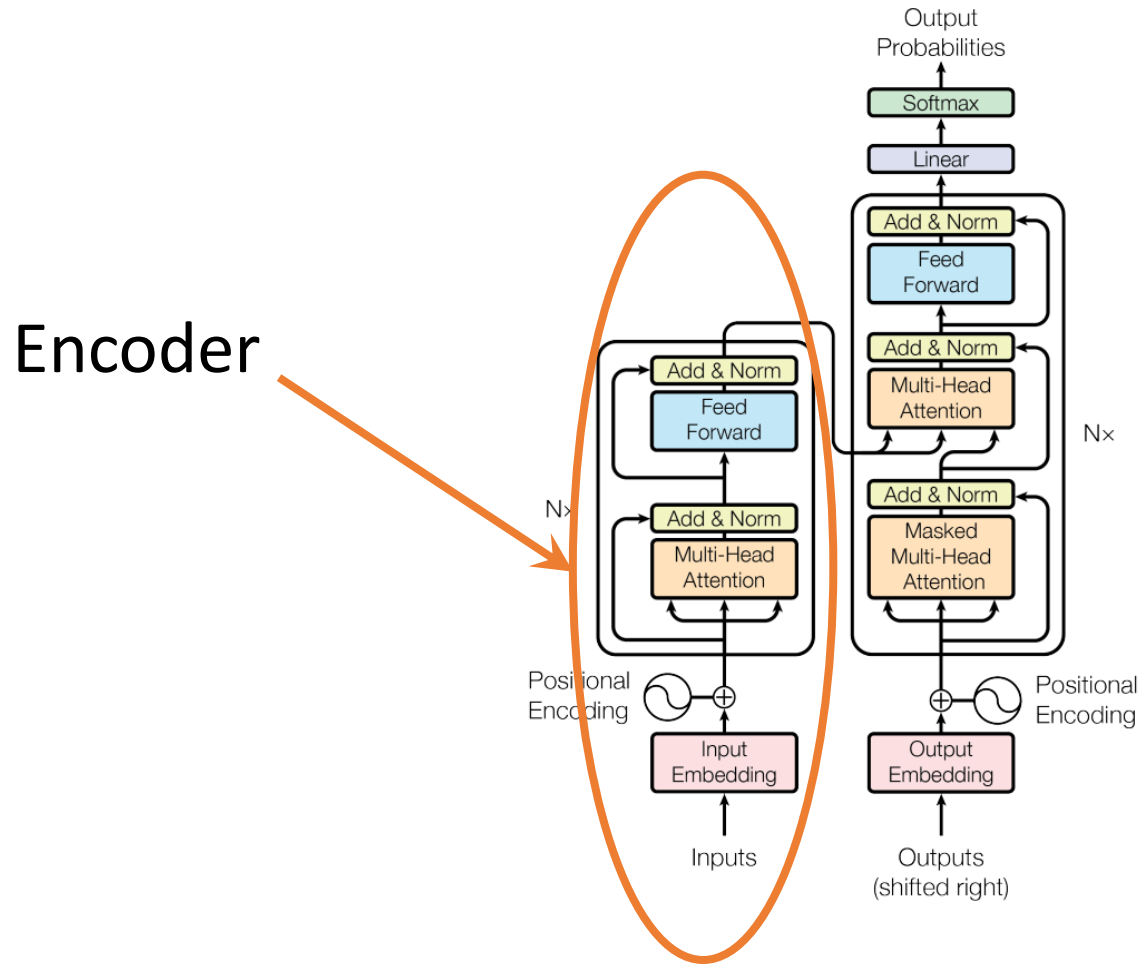 Encoder
Output
Probabilities
Softmax
Linear
Add & Norm
Feed
Forward
Add & Norm
Multi-Head
Attention
Add & Norm
Masked
Multi-Head
Attention
N×
Positional
Encoding
Output
Embedding
Outputs
(shifted right)
Add & Norm
Feed
Forward
Add & Norm
Multi-Head
Attention
N×
Positional
Encoding
Input
Embedding
Inputs